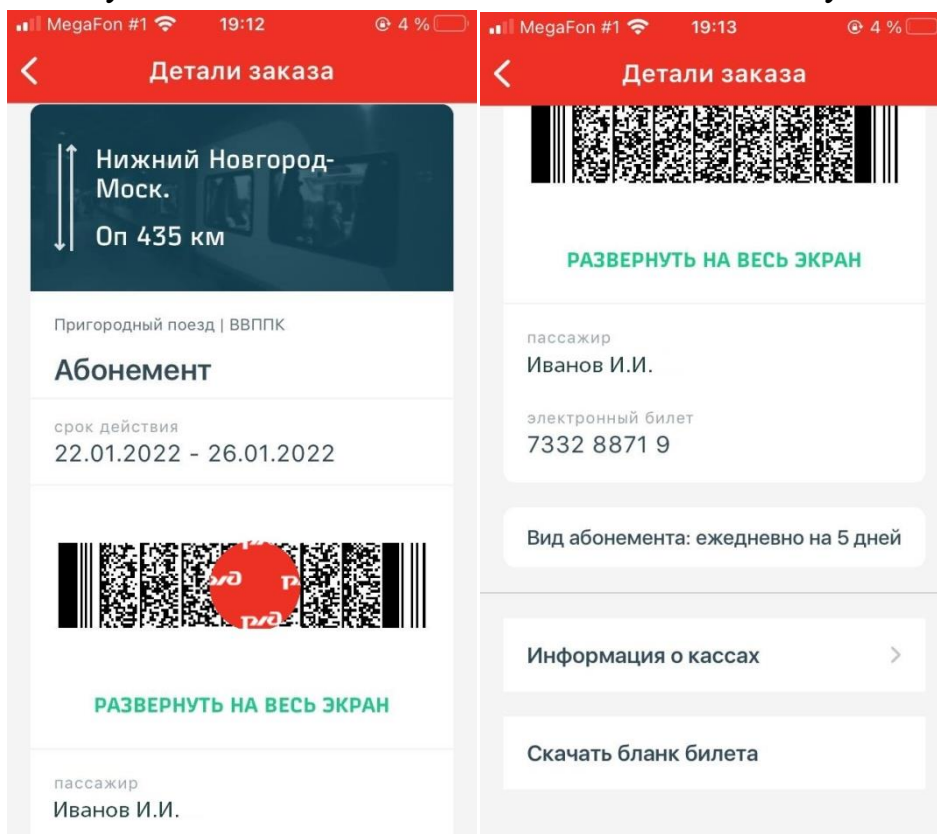 MegaFon #1 19:12 4 %
Детали заказа
Нижний Новгород-
Моск.
Оп 435 км
Пригородный поезд | ВВППК
Абонемент
срок действия
22.01.2022 - 26.01.2022
РАЗВЕРНУТЬ НА ВЕСЬ ЭКРАН
пассажир
Иванов И.И.
MegaFon #1 19:13 4 %
Детали заказа
РАЗВЕРНУТЬ НА ВЕСЬ ЭКРАН
пассажир
Иванов И.И.
электронный билет
7332 8871 9
Вид абонемента: ежедневно на 5 дней
Информация о кассах
Скачать бланк билета